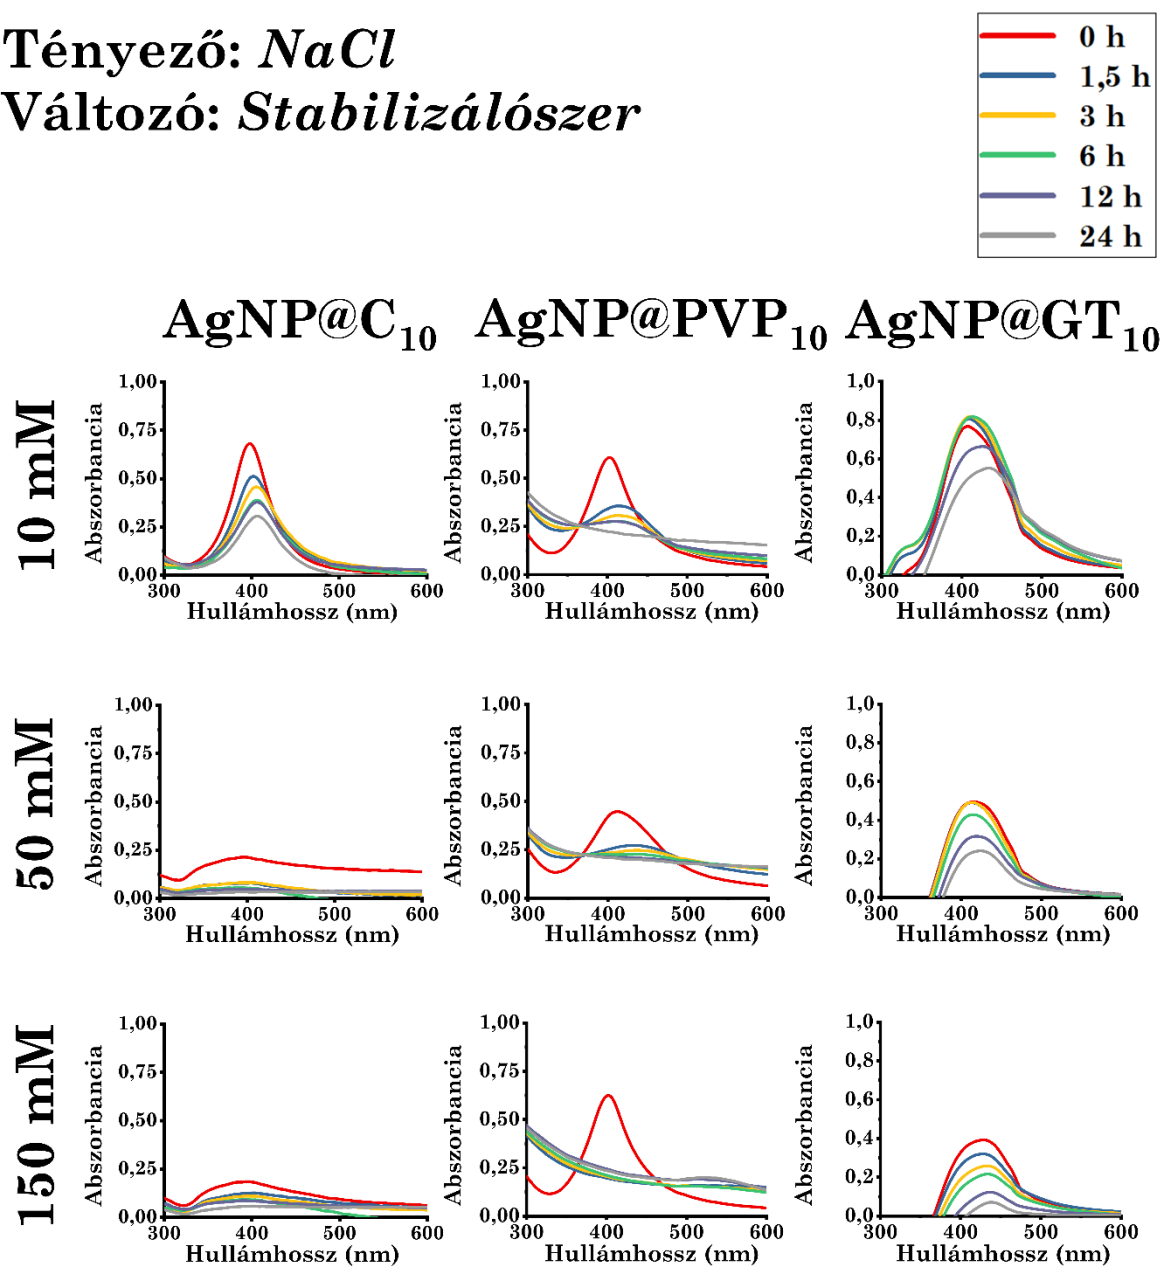 Tényező: NaCl
Változó: Stabilizálószer
0 h
1,5 h
3 h
6 h
12 h
24 h
AgNP@C₁₀ AgNP@PVP₁₀ AgNP@GT₁₀
10 mM
Abszorbancia
1,00
0,75
0,50
0,25
0,00
300 400 500 600
Hullámhossz (nm)
Abszorbancia
1,00
0,75
0,50
0,25
0,00
300 400 500 600
Hullámhossz (nm)
Abszorbancia
1,0
0,8
0,6
0,4
0,2
0,0
300 400 500 600
Hullámhossz (nm)
50 mM
Abszorbancia
1,00
0,75
0,50
0,25
0,00
300 400 500 600
Hullámhossz (nm)
Abszorbancia
1,00
0,75
0,50
0,25
0,00
300 400 500 600
Hullámhossz (nm)
Abszorbancia
1,0
0,8
0,6
0,4
0,2
0,0
300 400 500 600
Hullámhossz (nm)
150 mM
Abszorbancia
1,00
0,75
0,50
0,25
0,00
300 400 500 600
Hullámhossz (nm)
Abszorbancia
1,00
0,75
0,50
0,25
0,00
300 400 500 600
Hullámhossz (nm)
Abszorbancia
1,0
0,8
0,6
0,4
0,2
0,0
300 400 500 600
Hullámhossz (nm)